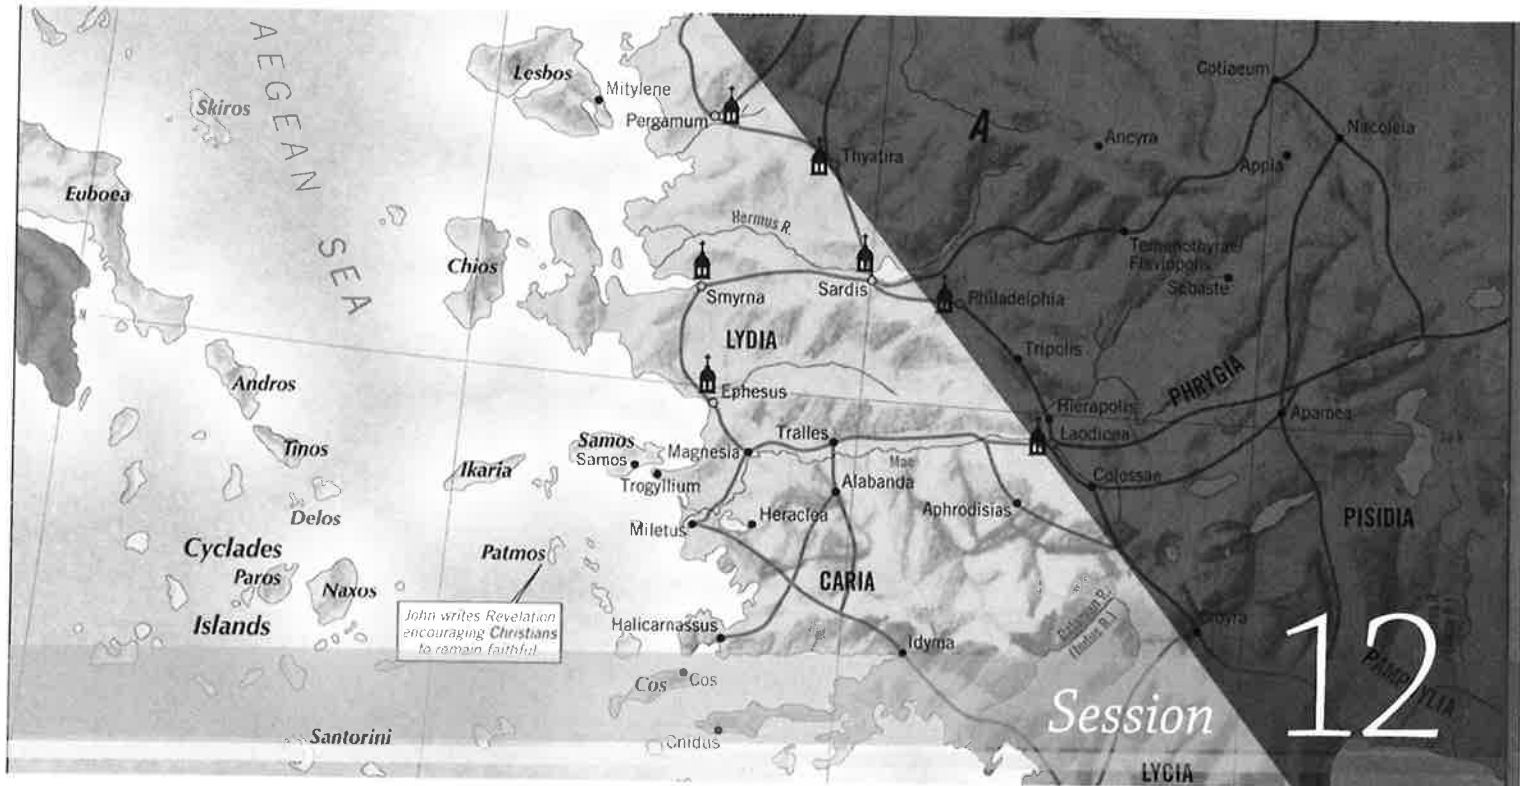 AEGEAN
SEA
Skiros
Euboea
Lesbos
Mitylene
Pergamum
Thyatira
A
Cotiaeum
Ancyra
Nacoleia
Appia
Hermus R.
Chios
Smyrna
Sardis
Philadelphia
Temenothyrae/
Flaviopolis
Sebaste
LYDIA
Tripolis
PHRYGIA
Andros
Ephesus
Hierapolis
Laodicea
Apamea
Tinos
Samos
Samos
Magnesia
Tralles
Ikaria
Trogyllium
Alabanda
Colossae
Delos
Miletus
Heraclea
Aphrodisias
PISIDIA
Cyclades
Islands
Paros
Naxos
Patmos
CARIA
John writes Revelation
encouraging Christians
to remain faithful
Halicarnassus
Idyma
Cos
Cos
Cnidus
Santorini
PAMPHYLIA
LYCIA
N
Session 12